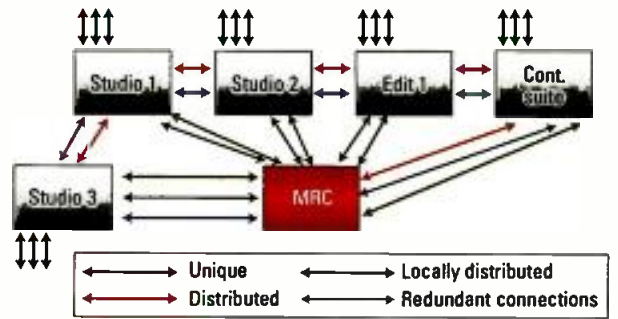 Studio 1
Studio 2
Edit 1
Cont.
suite
Studio 3
MRC
Unique
Locally distributed
Distributed
Redundant connections